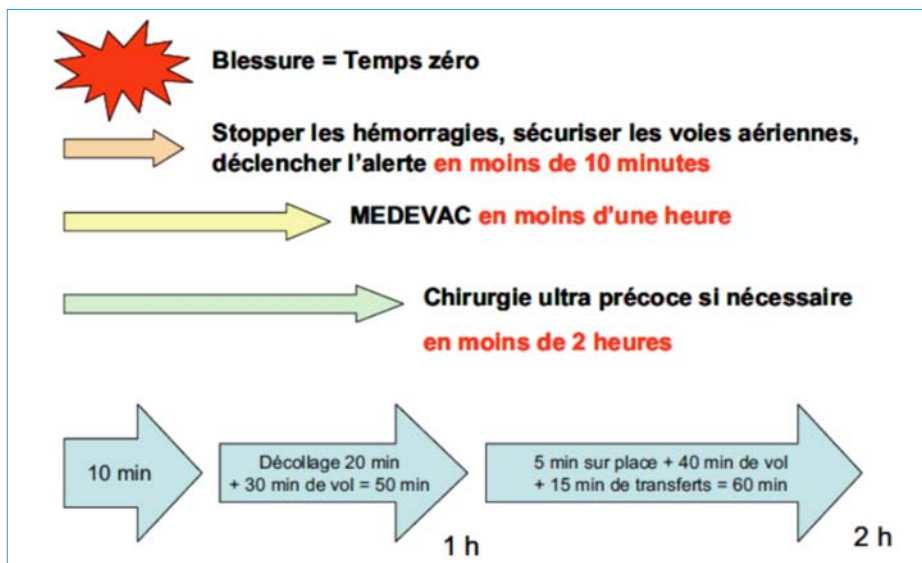 Blessure = Temps zéro
Stopper les hémorragies, sécuriser les voies aériennes,
déclencher l'alerte en moins de 10 minutes
MEDEVAC en moins d'une heure
Chirurgie ultra précoce si nécessaire
en moins de 2 heures
10 min
Décollage 20 min
+ 30 min de vol = 50 min
5 min sur place + 40 min de vol
+ 15 min de transferts = 60 min
1 h
2 h